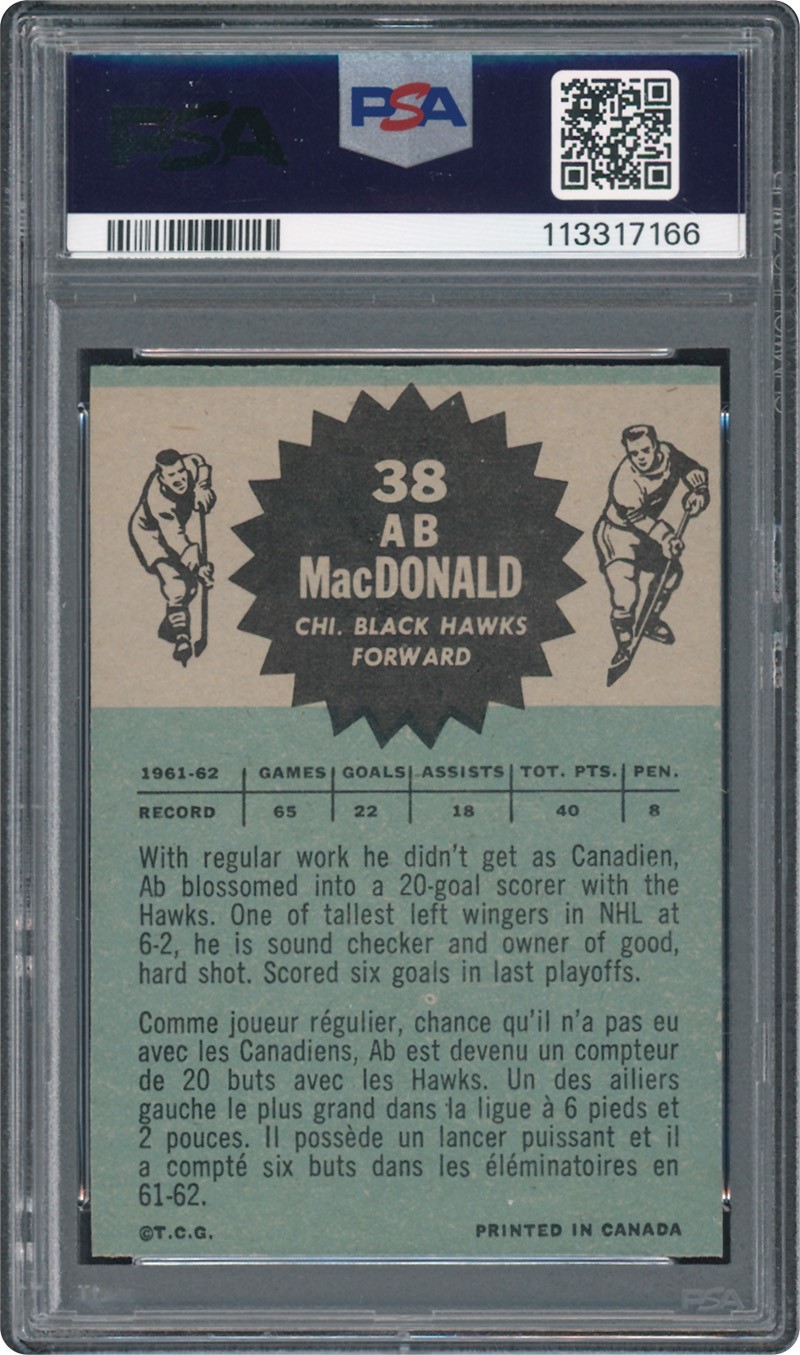 PSA
PSA
113317166
38
AB
MacDONALD
CHI. BLACK HAWKS
FORWARD
1961-62 GAMES GOALS ASSISTS TOT. PTS. PEN.
RECORD 65 22 18 40 8
With regular work he didn't get as Canadien,
Ab blossomed into a 20-goal scorer with the
Hawks. One of tallest left wingers in NHL at
6-2, he is sound checker and owner of good,
hard shot. Scored six goals in last playoffs.
Comme joueur régulier, chance qu'il n'a pas eu
avec les Canadiens, Ab est devenu un compteur
de 20 buts avec les Hawks. Un des ailiers
gauche le plus grand dans la ligue à 6 pieds et
2 pouces. Il possède un lancer puissant et il
a compté six buts dans les éléminatoires en
61-62.
©T.C.G. PRINTED IN CANADA
PSA